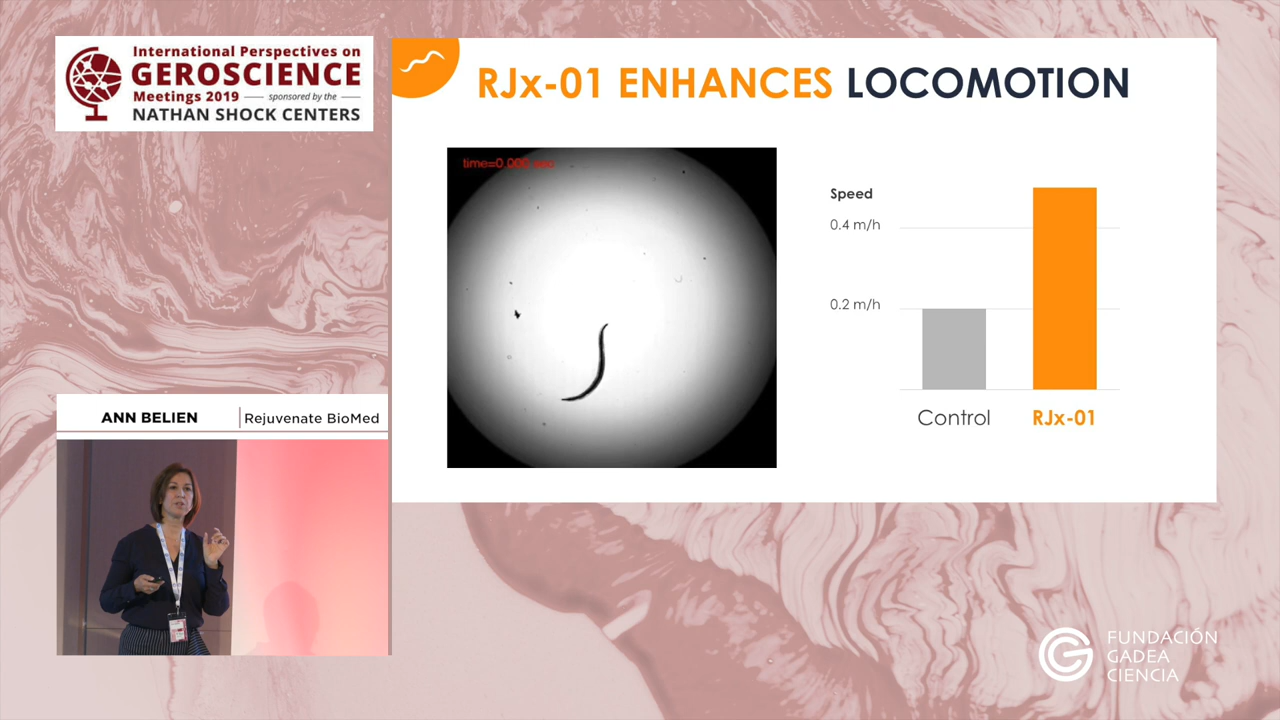 International Perspectives on
GEROSCIENCE
Meetings 2019 — sponsored by the —
NATHAN SHOCK CENTERS
RJx-01 ENHANCES LOCOMOTION
time=0.000 sec
Speed
0.4 m/h
0.2 m/h
Control
RJx-01
ANN BELIEN
Rejuvenate BioMed
FUNDACIÓN
GADEA
CIENCIA